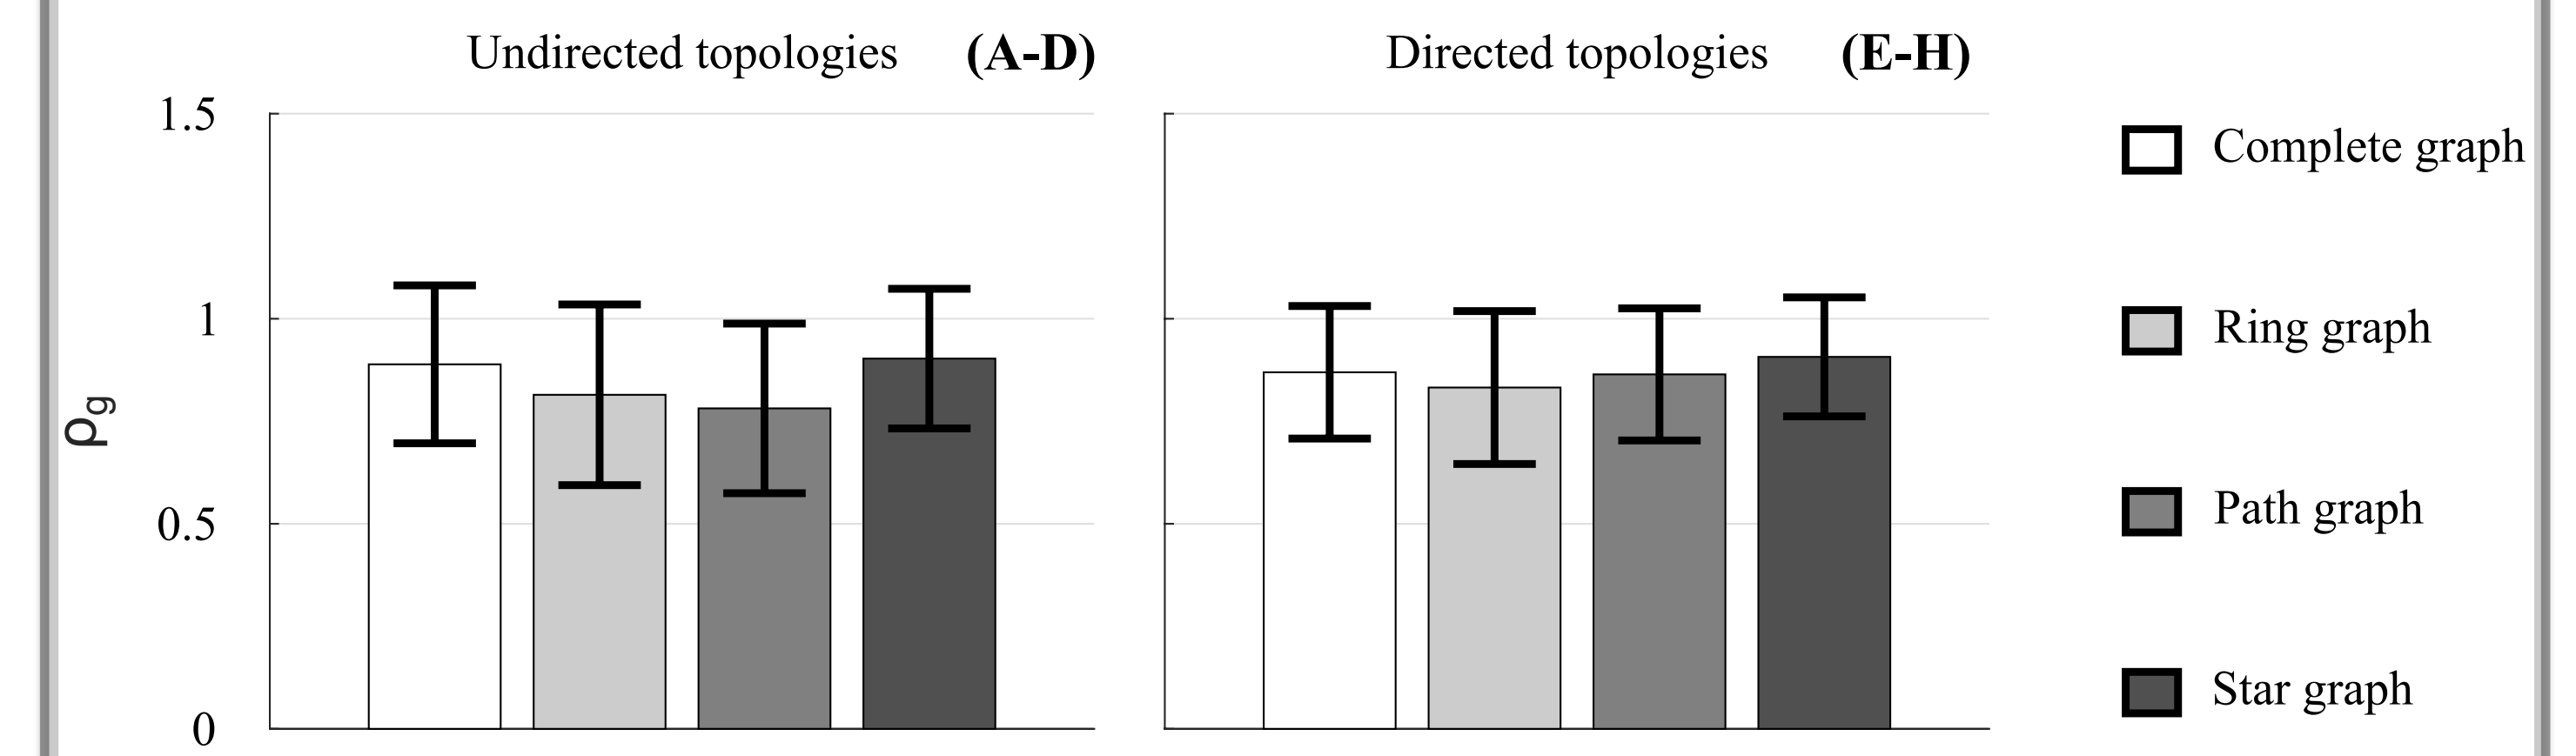 Undirected topologies (A-D)
Directed topologies (E-H)
1.5
1
0.5
0
ρg
Complete graph
Ring graph
Path graph
Star graph